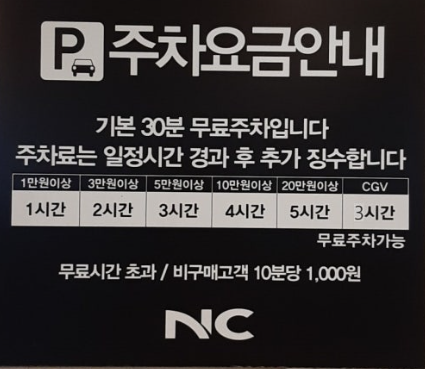 P 주차요금안내
기본 30분 무료주차입니다
주차료는 일정시간 경과 후 추가 징수합니다
1만원이상 3만원이상 5만원이상 10만원이상 20만원이상 CGV
1시간 2시간 3시간 4시간 5시간 3시간
무료주차가능
무료시간 초과 / 비구매고객 10분당 1,000원
NC